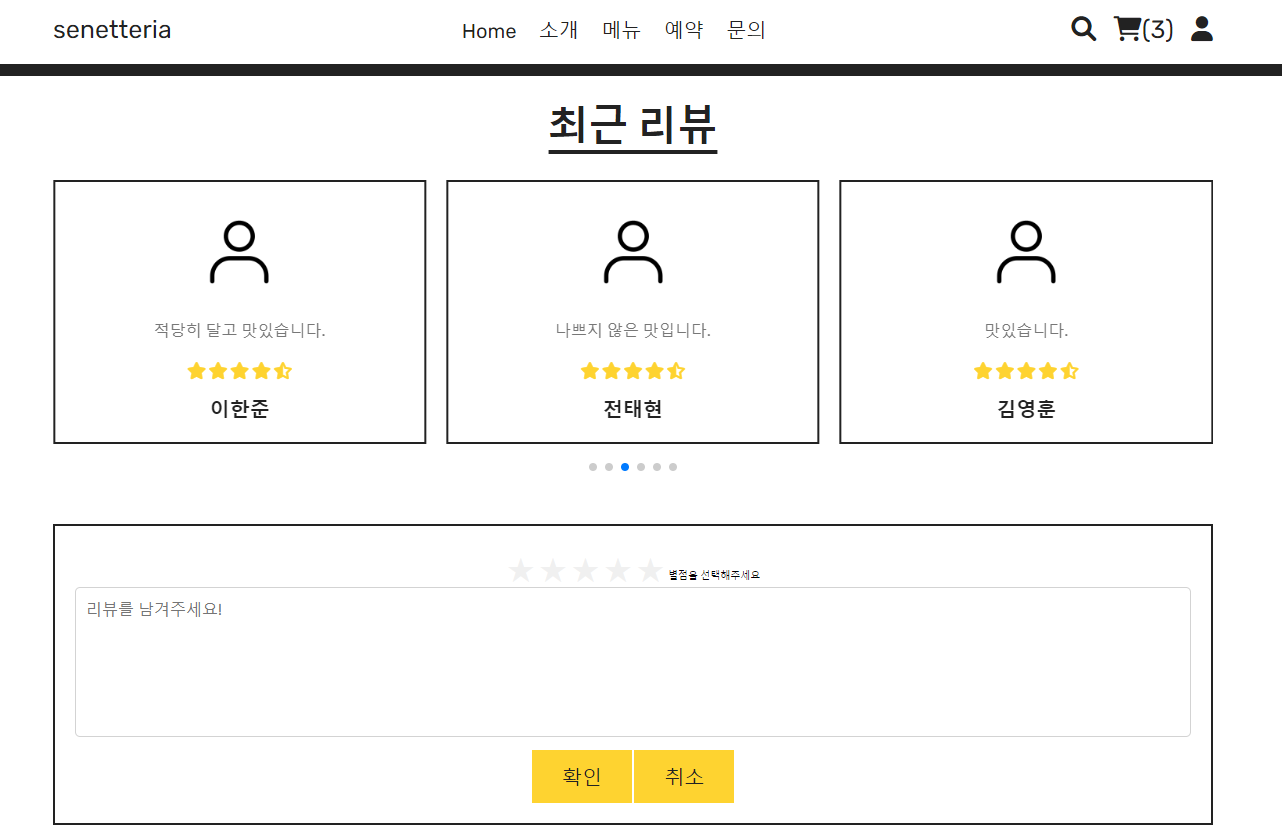 senetteria Home 소개 메뉴 예약 문의 (3)
최근 리뷰
적당히 달고 맛있습니다.
이한준
나쁘지 않은 맛입니다.
전태현
맛있습니다.
김영훈
별점을 선택해주세요
리뷰를 남겨주세요!
확인 취소